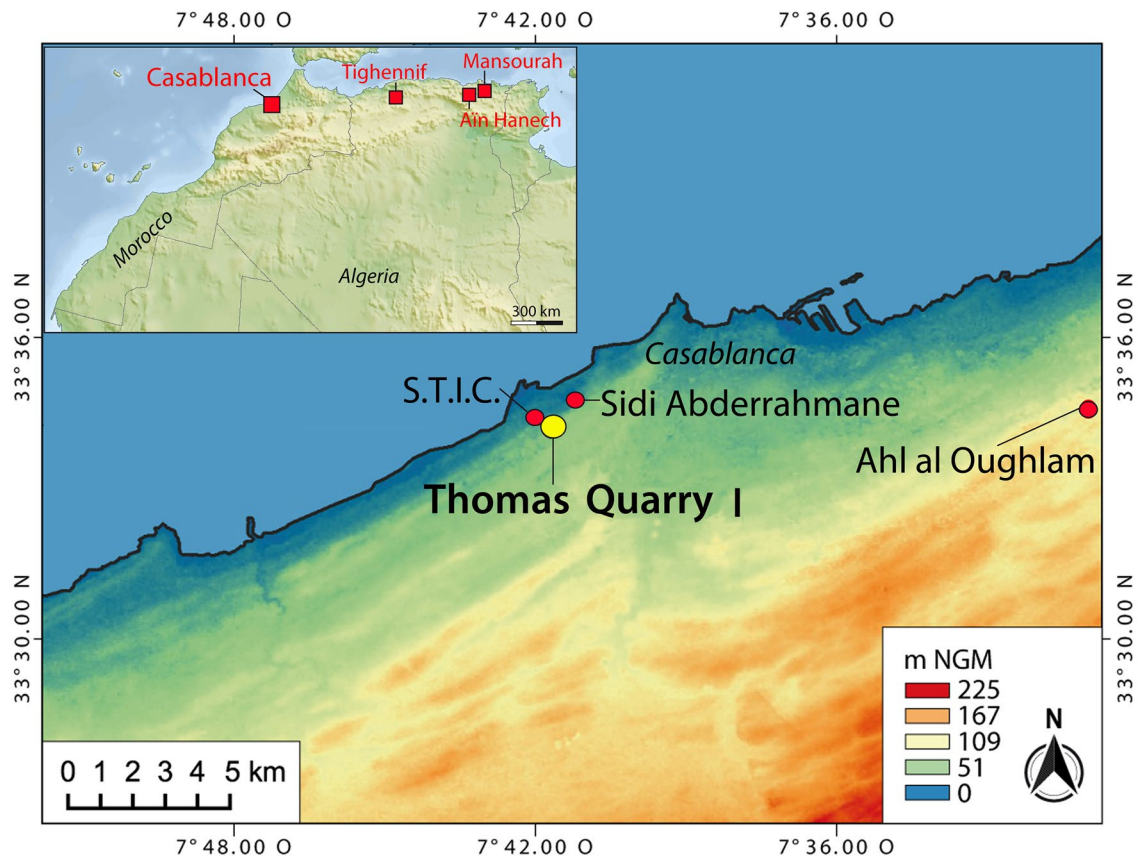 7° 48.00 O
7° 42.00 O
7° 36.00 O
Casablanca
Tighennif
Mansourah
Aïn Hanech
Morocco
Algeria
300 km
33° 36.00 N
33° 36.00 N
Casablanca
S.T.I.C.
Sidi Abderrahmane
Ahl al Oughlam
Thomas Quarry I
33° 30.00 N
33° 30.00 N
m NGM
225
167
109
51
0
N
0 1 2 3 4 5 km
7° 48.00 O
7° 42.00 O
7° 36.00 O